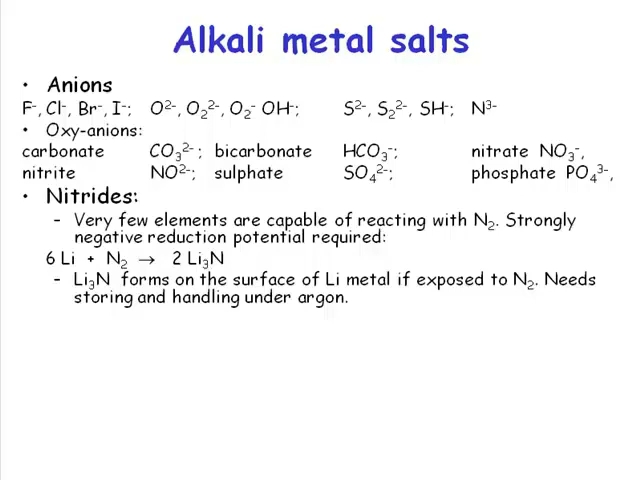 Alkali metal salts
• Anions
F⁻, Cl⁻, Br⁻, I⁻; O²⁻, O₂²⁻, O₂⁻ OH⁻; S²⁻, S₂²⁻, SH⁻; N³⁻
• Oxy-anions:
carbonate CO₃²⁻; bicarbonate HCO₃⁻; nitrate NO₃⁻,
nitrite NO²⁻; sulphate SO₄²⁻; phosphate PO₄³⁻,
• Nitrides:
– Very few elements are capable of reacting with N₂. Strongly
negative reduction potential required:
6 Li + N₂ → 2 Li₃N
– Li₃N forms on the surface of Li metal if exposed to N₂. Needs
storing and handling under argon.